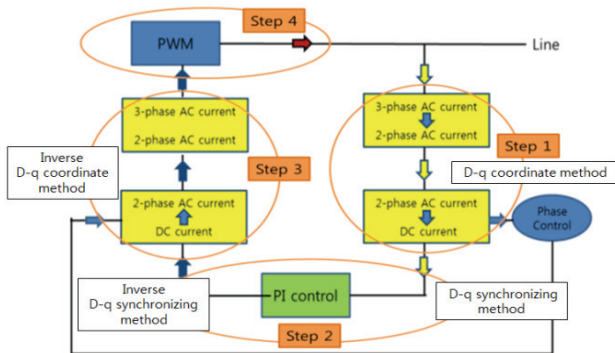 Step 4
PWM
Line
3-phase AC current
2-phase AC current
3-phase AC current
2-phase AC current
Step 1
Inverse
D-q coordinate
method
Step 3
D-q coordinate method
2-phase AC current
DC current
2-phase AC current
DC current
Phase
Control
Inverse
D-q synchronizing
method
PI control
D-q synchronizing
method
Step 2